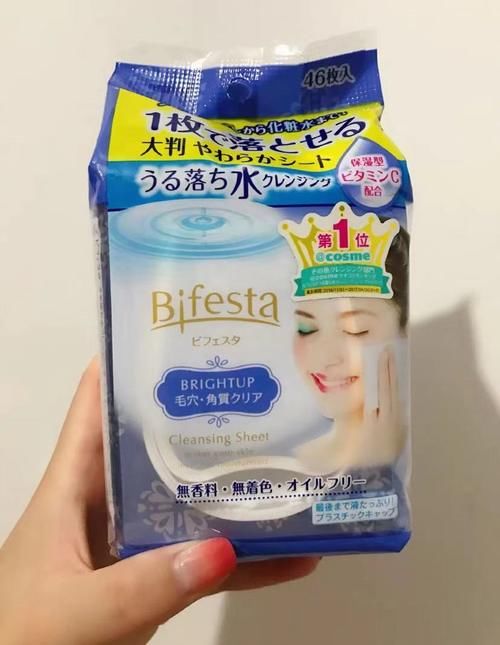 46枚入
から化粧水まで
1枚で落とせる
大判 やわらかシート
保湿型
ビタミンC
配合
うる落ち水クレンジング
第1位
@cosme
Bifesta
ビフェスタ
BRIGHTUP
毛穴・角質クリア
Cleansing Sheet
無香料・無着色・オイルフリー
最後まで液たっぷり!
プラスチックキャップ